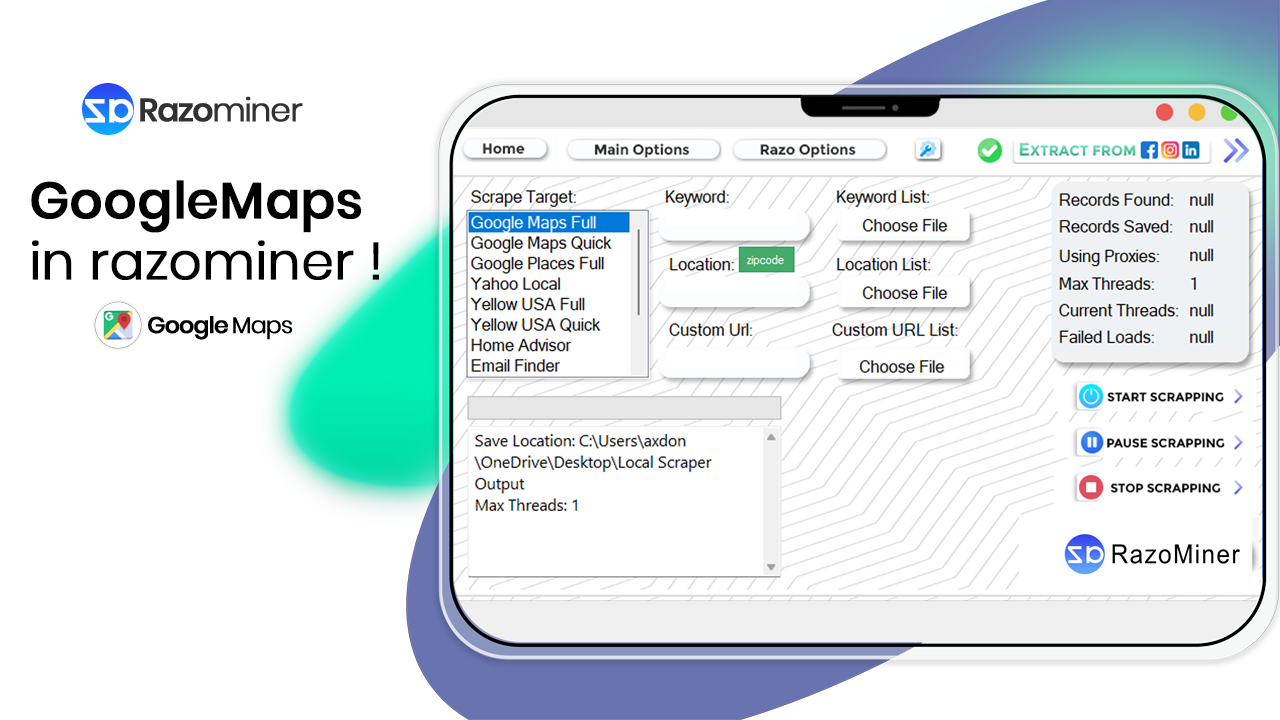 Razominer
GoogleMaps
in razominer !
Google Maps
Home
Main Options
Razo Options
EXTRACT FROM
Scrape Target:
Google Maps Full
Google Maps Quick
Google Places Full
Yahoo Local
Yellow USA Full
Yellow USA Quick
Home Advisor
Email Finder
Keyword:
Location: zipcode
Custom Url:
Keyword List:
Choose File
Location List:
Choose File
Custom URL List:
Choose File
Records Found: null
Records Saved: null
Using Proxies: null
Max Threads: 1
Current Threads: null
Failed Loads: null
START SCRAPPING
PAUSE SCRAPPING
STOP SCRAPPING
Save Location: C:\Users\axdon
\OneDrive\Desktop\Local Scraper
Output
Max Threads: 1
RazoMiner